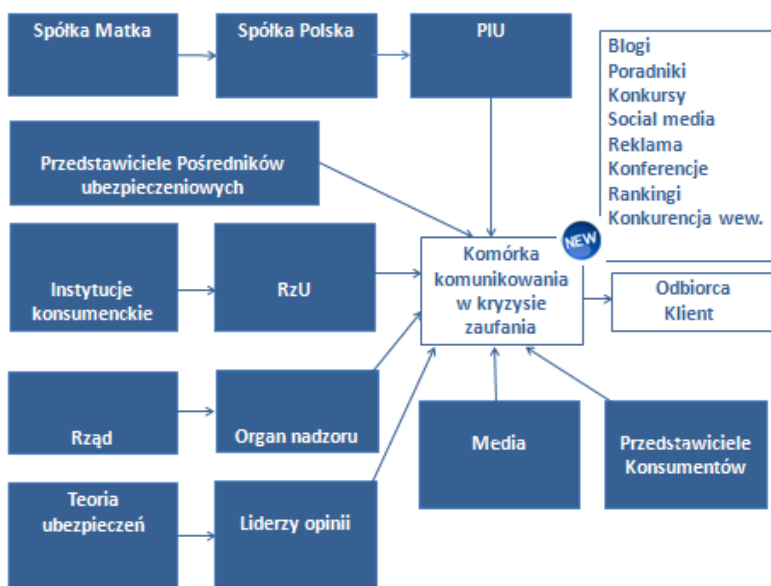 Spółka Matka
Spółka Polska
PIU
Blogi
Poradniki
Konkursy
Social media
Reklama
Konferencje
Rankingi
Konkurencja wew.
Przedstawiciele Pośredników
ubezpieczeniowych
NEW
Instytucje
konsumenckie
RzU
Komórka
komunikowania
w kryzysie
zaufania
Odbiorca
Klient
Rząd
Organ nadzoru
Media
Przedstawiciele
Konsumentów
Teoria
ubezpieczeń
Liderzy opinii